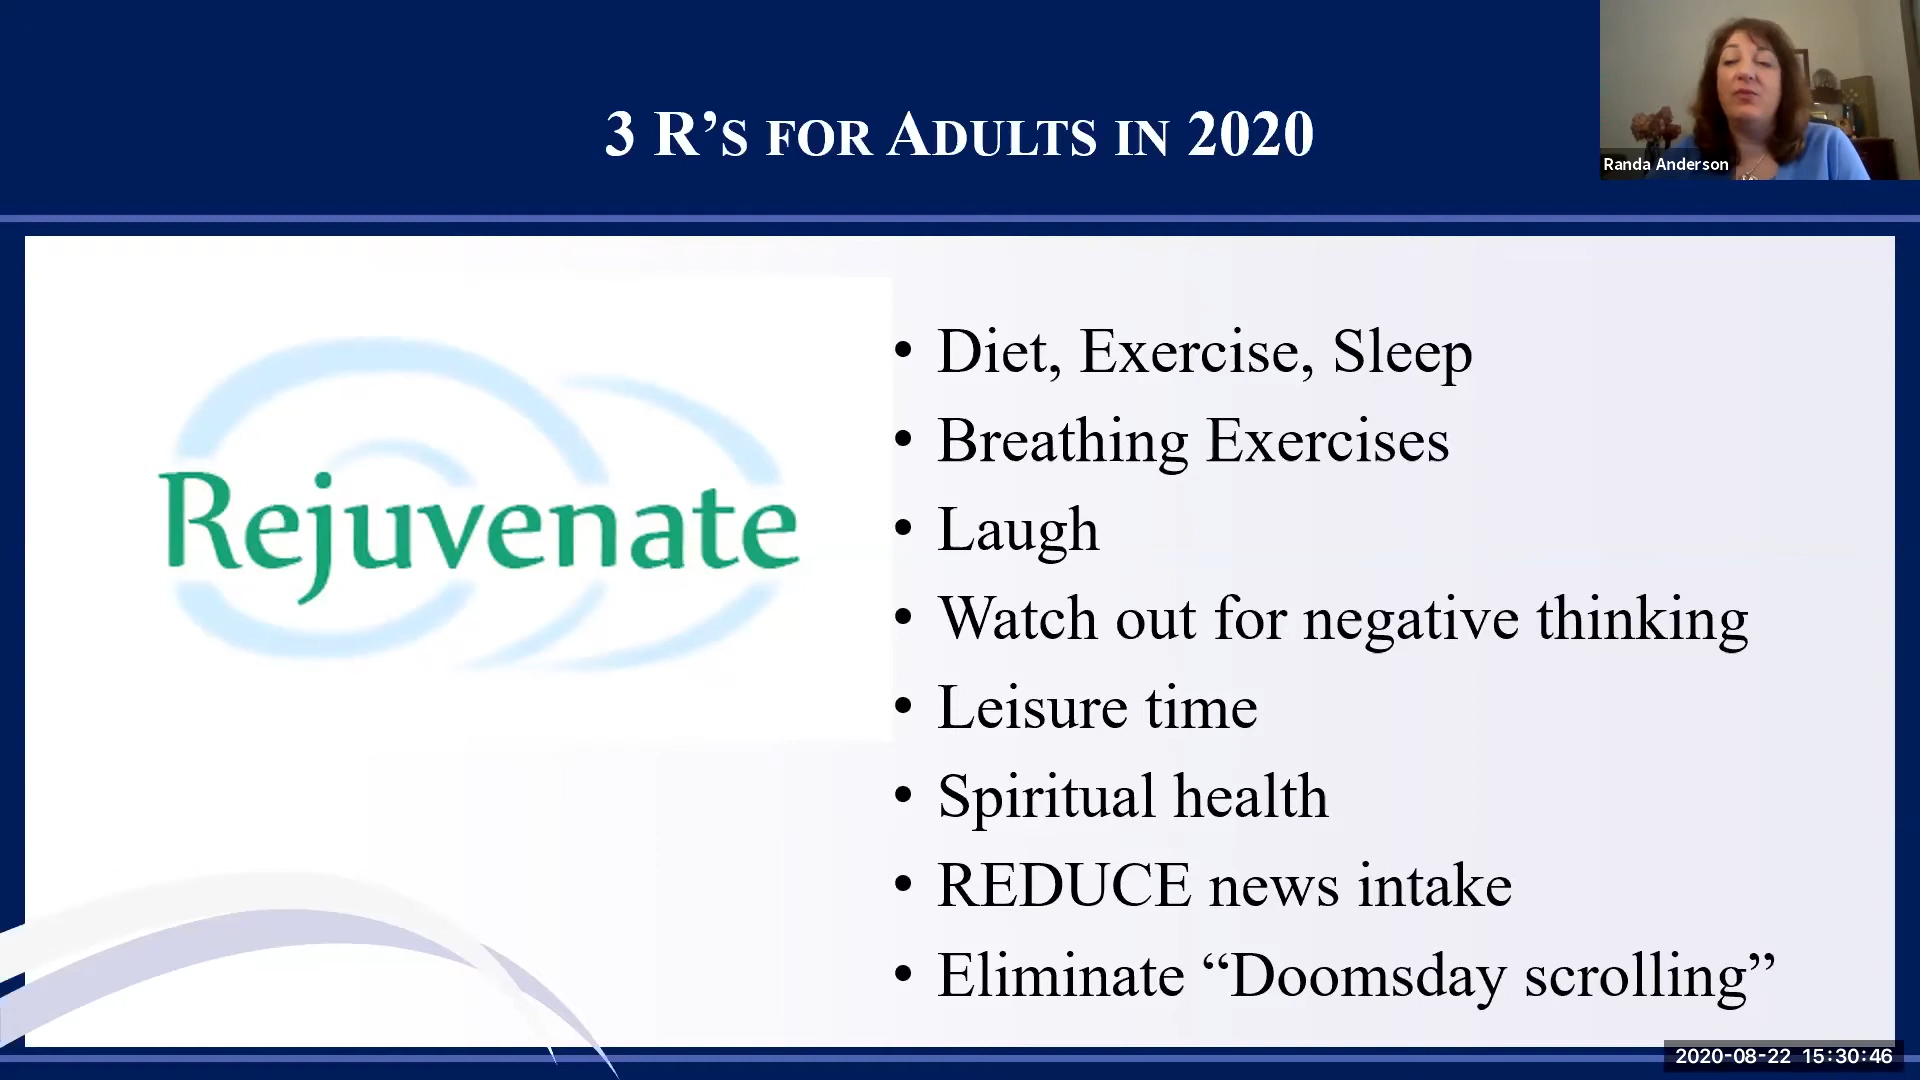 3 R’s for Adults in 2020
Randa Anderson
Rejuvenate
• Diet, Exercise, Sleep
• Breathing Exercises
• Laugh
• Watch out for negative thinking
• Leisure time
• Spiritual health
• REDUCE news intake
• Eliminate “Doomsday scrolling”
2020-08-22 15:30:46